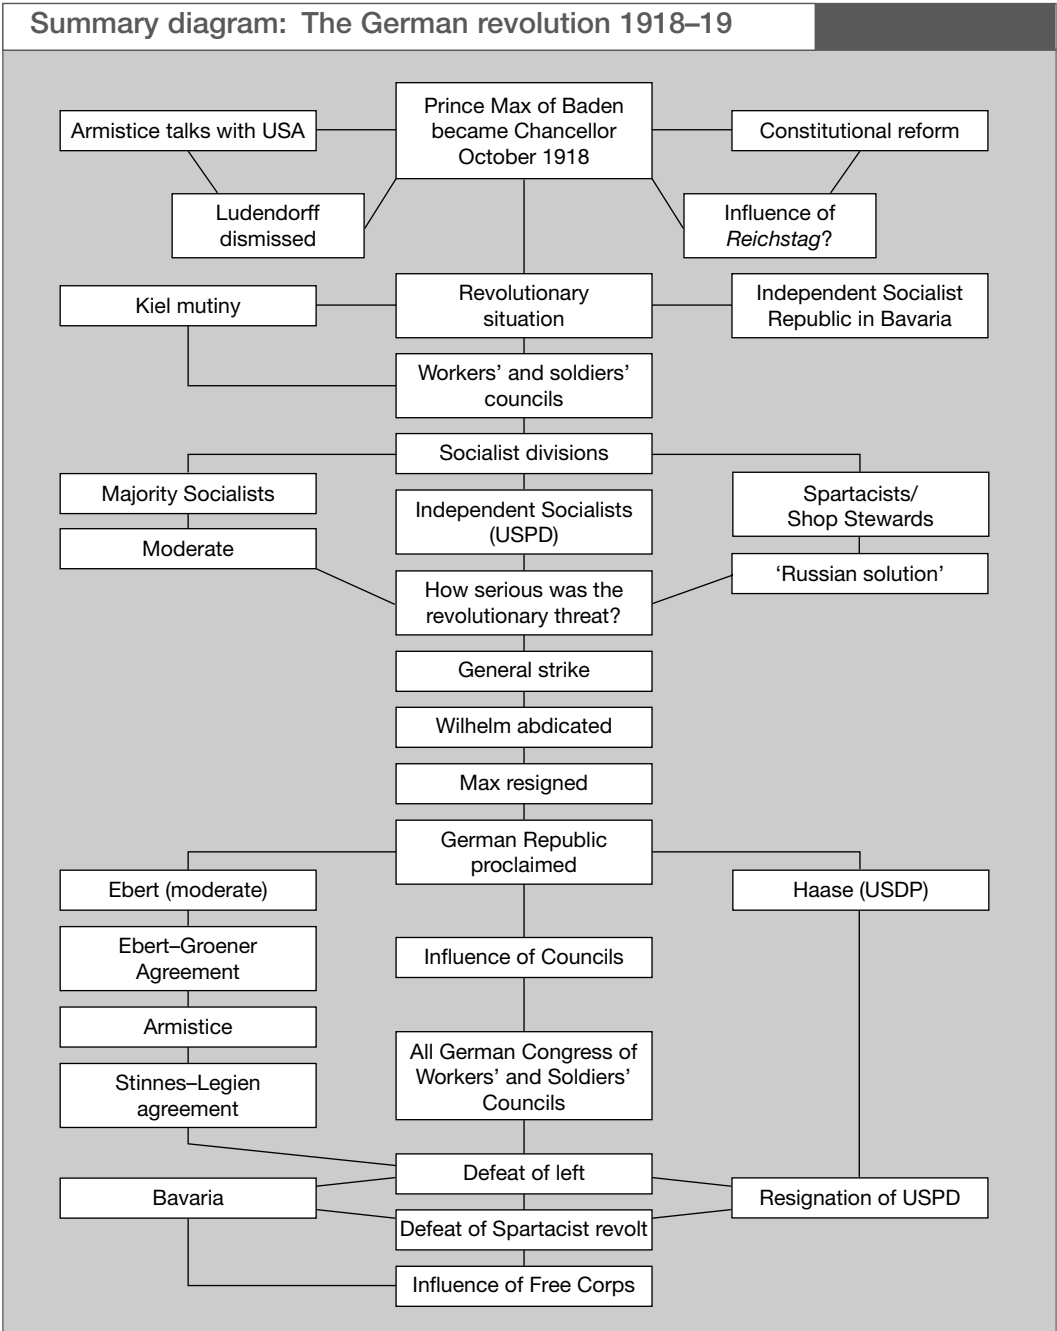 Summary diagram: The German revolution 1918–19
Prince Max of Baden
became Chancellor
October 1918
Armistice talks with USA
Constitutional reform
Ludendorff
dismissed
Influence of
Reichstag?
Kiel mutiny
Revolutionary
situation
Independent Socialist
Republic in Bavaria
Workers’ and soldiers’
councils
Socialist divisions
Majority Socialists
Independent Socialists
(USPD)
Spartacists/
Shop Stewards
Moderate
‘Russian solution’
How serious was the
revolutionary threat?
General strike
Wilhelm abdicated
Max resigned
German Republic
proclaimed
Ebert (moderate)
Haase (USDP)
Ebert–Groener
Agreement
Influence of Councils
Armistice
All German Congress of
Workers’ and Soldiers’
Councils
Stinnes–Legien
agreement
Defeat of left
Bavaria
Resignation of USPD
Defeat of Spartacist revolt
Influence of Free Corps